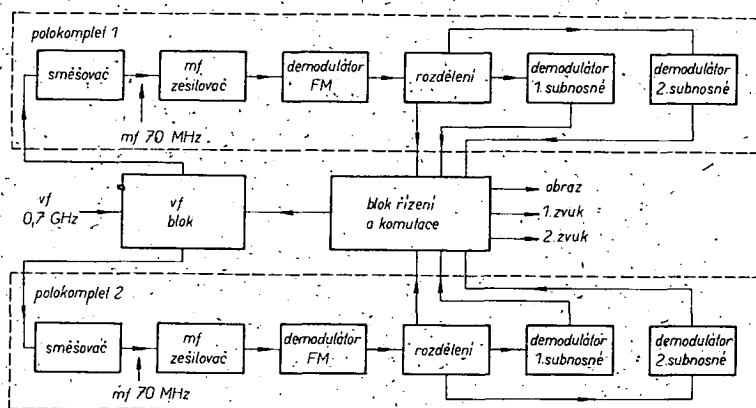 polokomplet 1
směšovač
mf
zesilovač
demodulátor
FM
rozdělení
demodulátor
1. subnosné
demodulátor
2. subnosné
mf 70 MHz
vf
0,7 GHz
vf
blok
blok řízení
a komutace
obraz
1. zvuk
2. zvuk
polokomplet 2
směšovač
mf
zesilovač
demodulátor
FM
rozdělení
demodulátor
1. subnosné
demodulátor
2. subnosné
mf 70 MHz